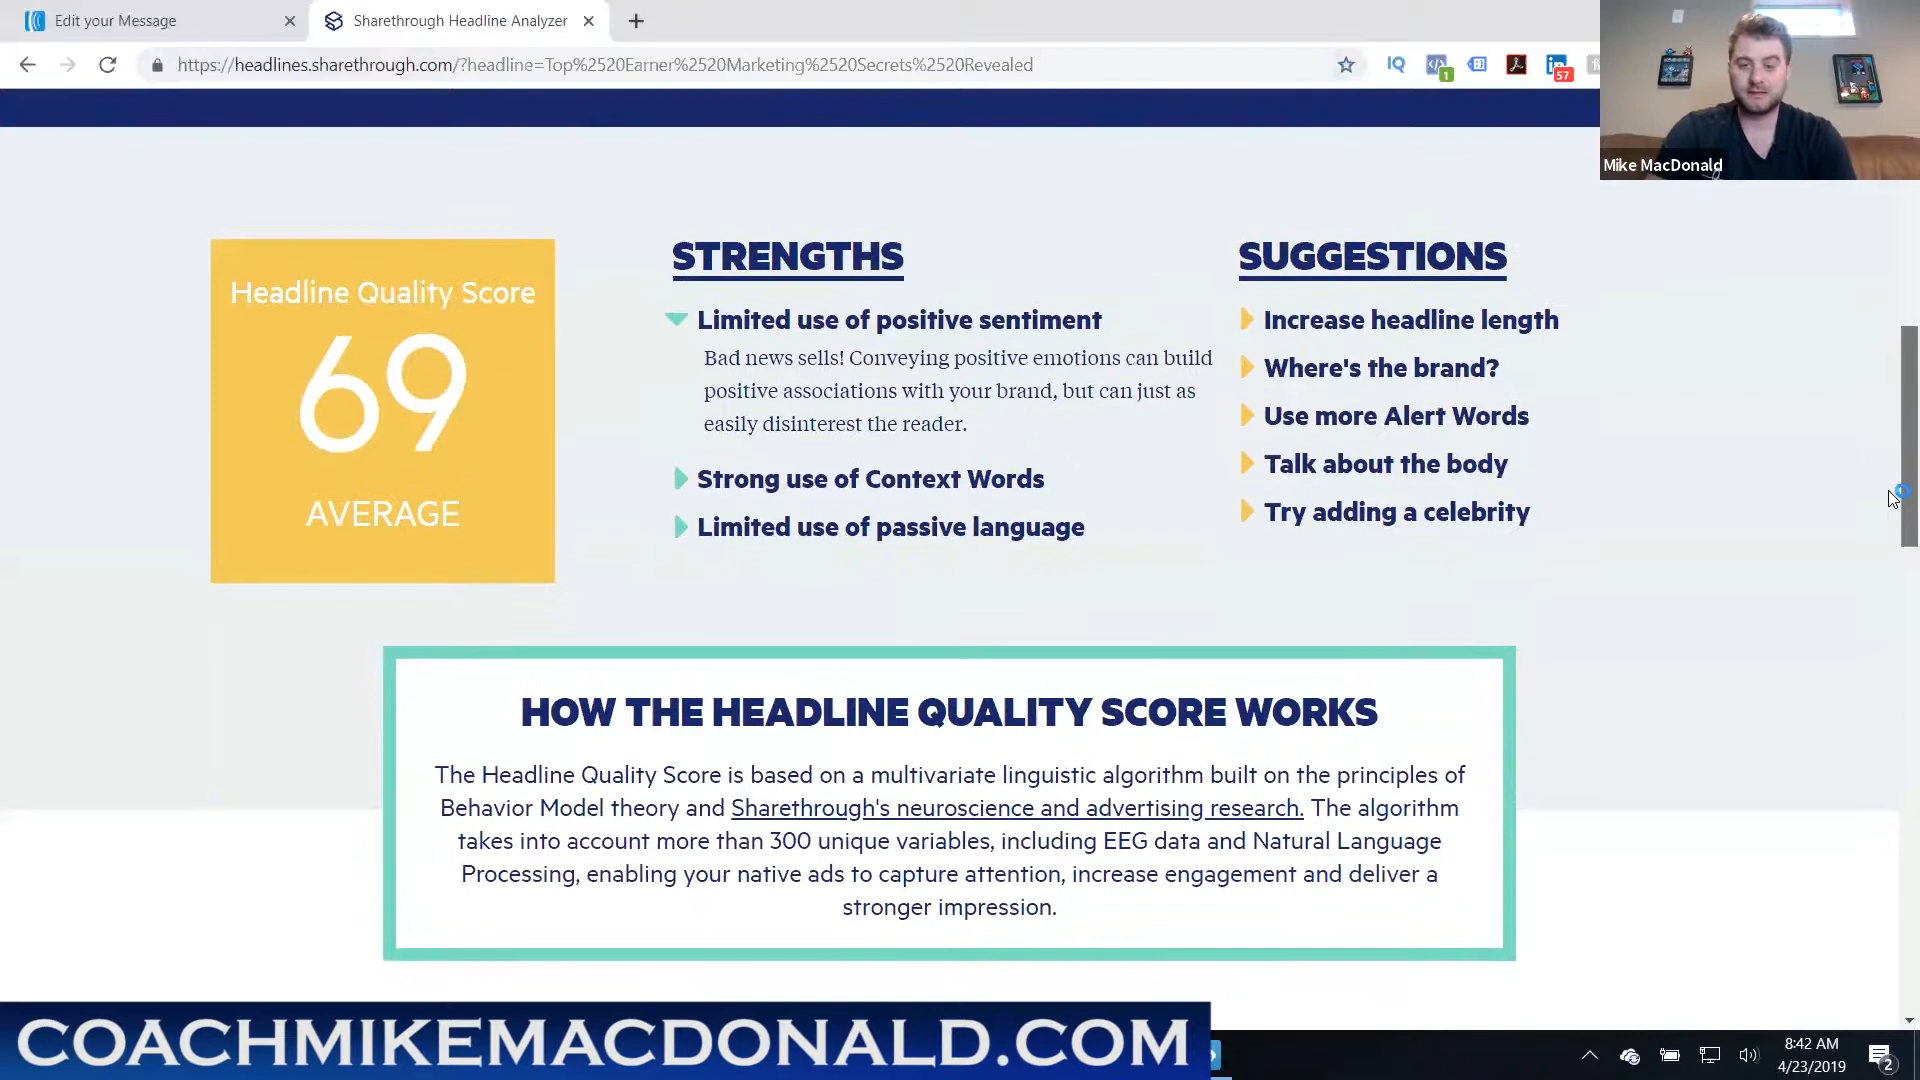 Edit your Message
Sharethrough Headline Analyzer
https://headlines.sharethrough.com/?headline=Top%2520Earner%2520Marketing%2520Secrets%2520Revealed
IQ
1
57
Mike MacDonald
Headline Quality Score
69
AVERAGE
STRENGTHS
Limited use of positive sentiment
Bad news sells! Conveying positive emotions can build
positive associations with your brand, but can just as
easily disinterest the reader.
Strong use of Context Words
Limited use of passive language
SUGGESTIONS
Increase headline length
Where's the brand?
Use more Alert Words
Talk about the body
Try adding a celebrity
HOW THE HEADLINE QUALITY SCORE WORKS
The Headline Quality Score is based on a multivariate linguistic algorithm built on the principles of
Behavior Model theory and Sharethrough's neuroscience and advertising research. The algorithm
takes into account more than 300 unique variables, including EEG data and Natural Language
Processing, enabling your native ads to capture attention, increase engagement and deliver a
stronger impression.
COACHMIKEMACDONALD.COM
8:42 AM
4/23/2019
2